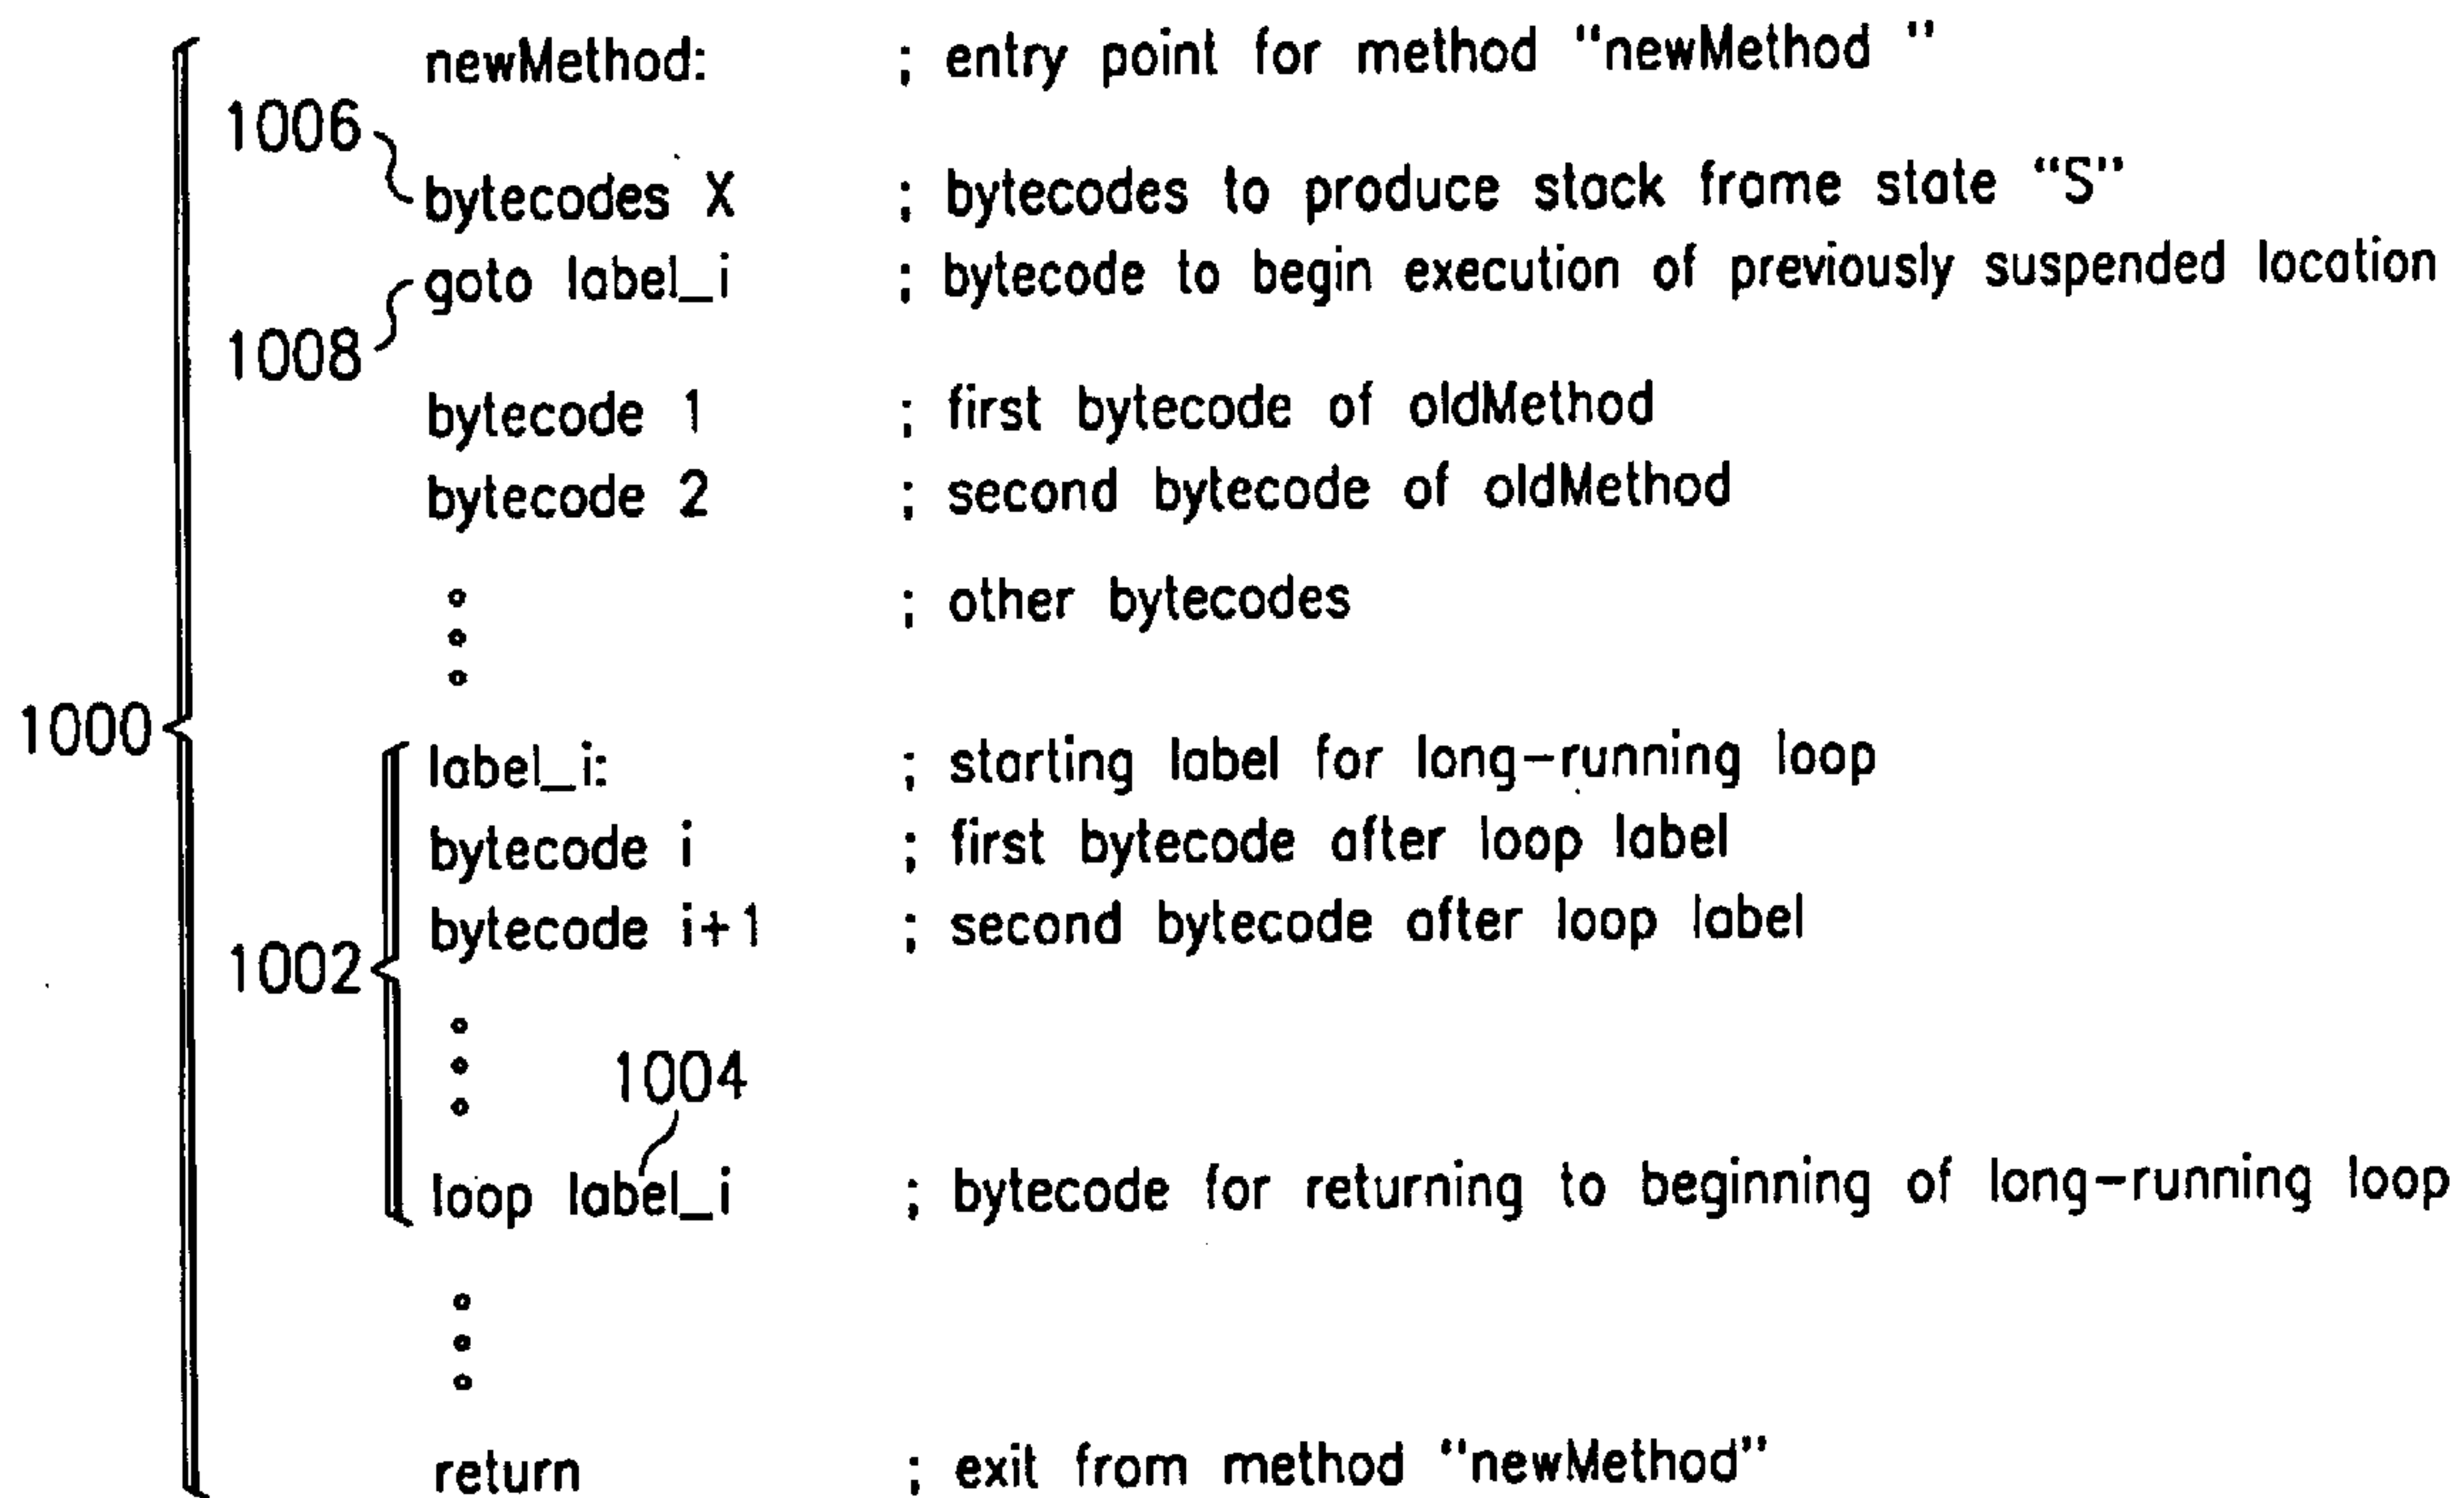 newMethod: ; entry point for method "newMethod "
1006
bytecodes X ; bytecodes to produce stack frame state "S"
goto label_i ; bytecode to begin execution of previously suspended location
1008
bytecode 1 ; first bytecode of oldMethod
bytecode 2 ; second bytecode of oldMethod
; other bytecodes
1000
label_i: ; starting label for long-running loop
bytecode i ; first bytecode after loop label
bytecode i+1 ; second bytecode after loop label
1002
1004
loop label_i ; bytecode for returning to beginning of long-running loop
return ; exit from method "newMethod"